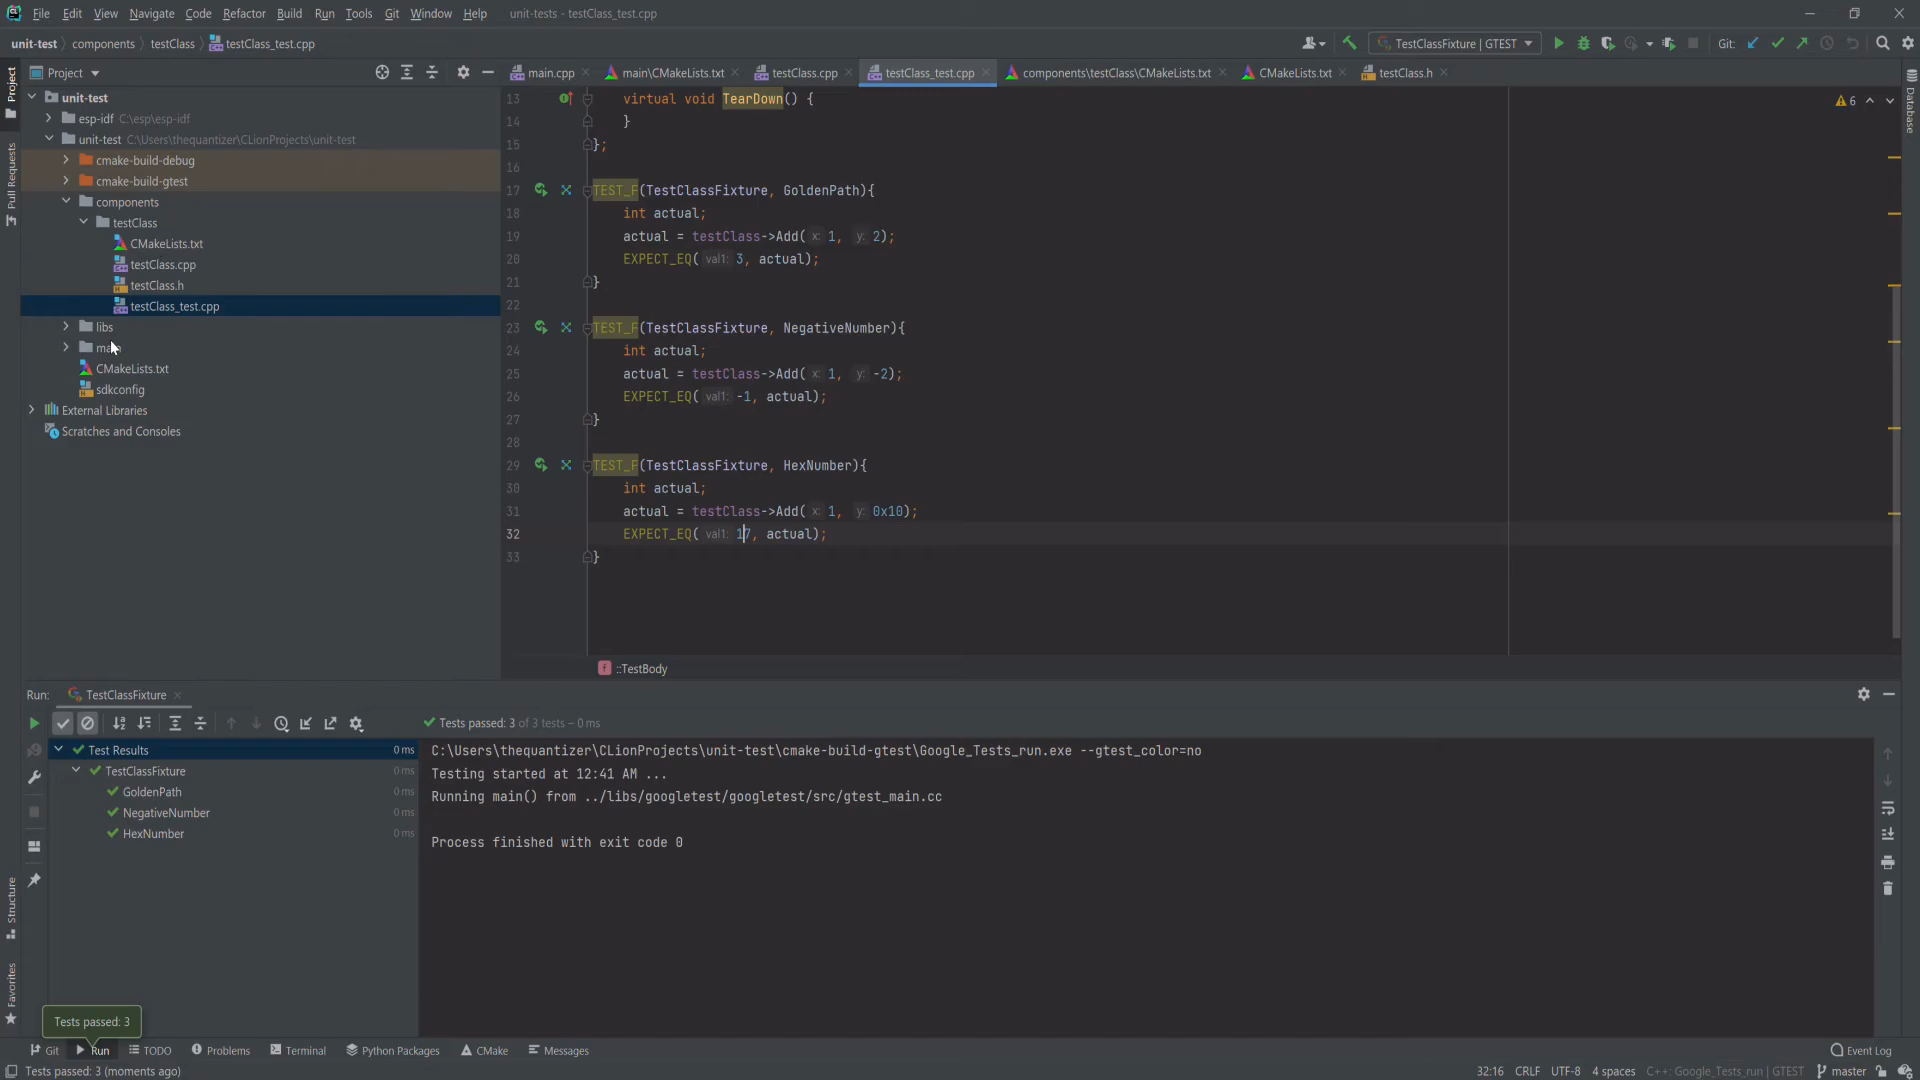 File Edit View Navigate Code Refactor Build Run Tools Git Window Help unit-tests - testClass_test.cpp
unit-test components testClass testClass_test.cpp TestClassFixture | GTEST Git:
Project main.cpp main\CMakeLists.txt testClass.cpp testClass_test.cpp components\testClass\CMakeLists.txt CMakeLists.txt testClass.h
Project
Pull Requests
Structure
Favorites
Database
unit-test
esp-idf C:\esp\esp-idf
unit-test C:\Users\thequantizer\CLionProjects\unit-test
cmake-build-debug
cmake-build-gtest
components
testClass
CMakeLists.txt
testClass.cpp
testClass.h
testClass_test.cpp
libs
CMakeLists.txt
sdkconfig
External Libraries
Scratches and Consoles
6
13 virtual void TearDown() {
14 }
15 };
16
17 TEST_F(TestClassFixture, GoldenPath){
18 int actual;
19 actual = testClass->Add( x: 1, y: 2);
20 EXPECT_EQ( val1: 3, actual);
21 }
22
23 TEST_F(TestClassFixture, NegativeNumber){
24 int actual;
25 actual = testClass->Add( x: 1, y: -2);
26 EXPECT_EQ( val1: -1, actual);
27 }
28
29 TEST_F(TestClassFixture, HexNumber){
30 int actual;
31 actual = testClass->Add( x: 1, y: 0x10);
32 EXPECT_EQ( val1: 17, actual);
33 }
f ::TestBody
Run: TestClassFixture
Tests passed: 3 of 3 tests – 0 ms
Test Results 0 ms
TestClassFixture 0 ms
GoldenPath 0 ms
NegativeNumber 0 ms
HexNumber 0 ms
C:\Users\thequantizer\CLionProjects\unit-test\cmake-build-gtest\Google_Tests_run.exe --gtest_color=no
Testing started at 12:41 AM ...
Running main() from ../libs/googletest/googletest/src/gtest_main.cc
Process finished with exit code 0
Tests passed: 3
Git Run TODO Problems Terminal Python Packages CMake Messages Event Log
Tests passed: 3 (moments ago) 32:16 CRLF UTF-8 4 spaces C++: Google_Tests_run | GTEST master